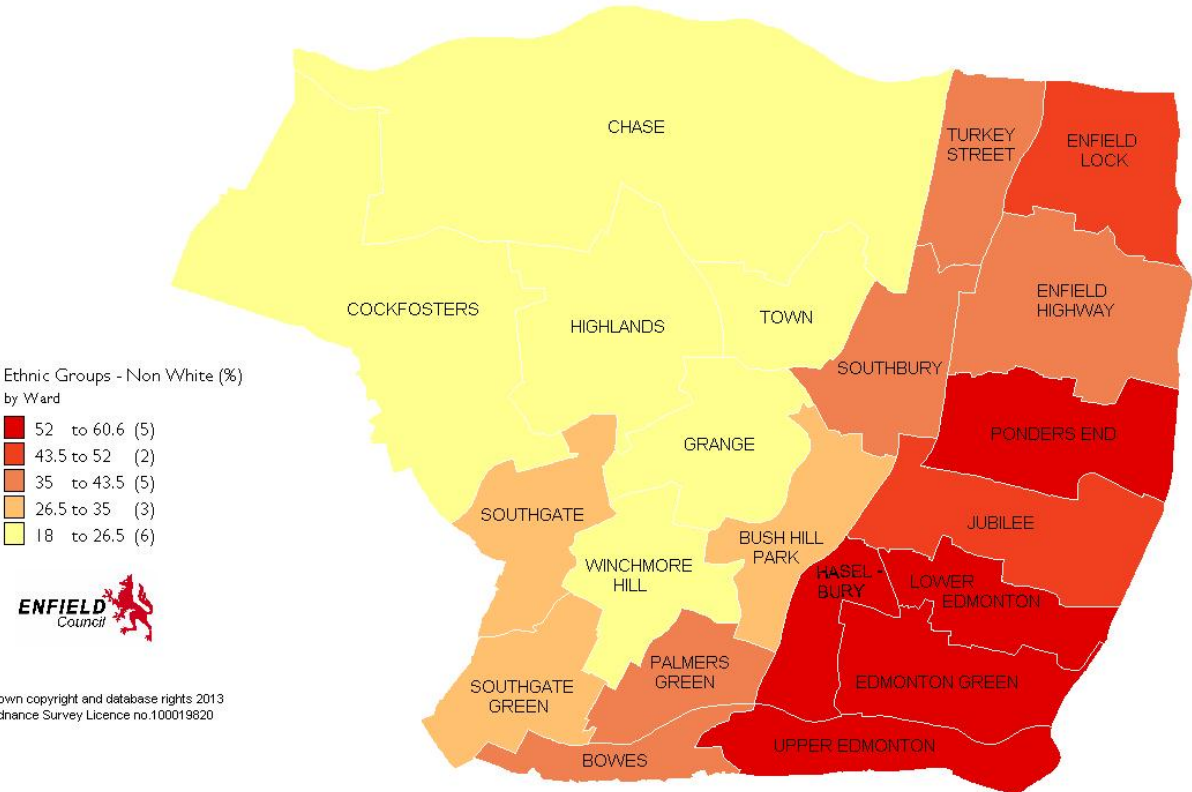 CHASE
TURKEY
STREET
ENFIELD
LOCK
COCKFOSTERS
HIGHLANDS
TOWN
ENFIELD
HIGHWAY
SOUTHBURY
Ethnic Groups - Non White (%)
by Ward
52 to 60.6 (5)
43.5 to 52 (2)
35 to 43.5 (5)
26.5 to 35 (3)
18 to 26.5 (6)
GRANGE
PONDERS END
SOUTHGATE
BUSH HILL
PARK
JUBILEE
WINCHMORE
HILL
HASEL -
BURY
LOWER
EDMONTON
ENFIELD
Council
PALMERS
GREEN
SOUTHGATE
GREEN
EDMONTON GREEN
own copyright and database rights 2013
dnance Survey Licence no.100019820
BOWES
UPPER EDMONTON